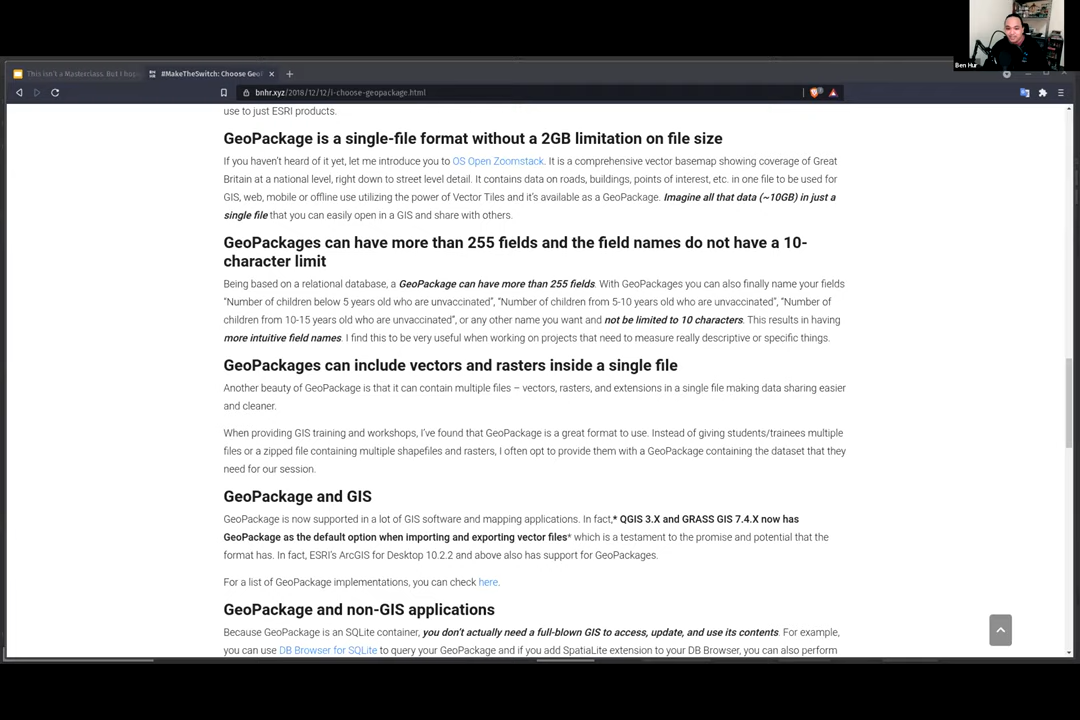 Ben Hur
This isn't a Masterclass. But I hop
#MakeTheSwitch: Choose Geo
bnhr.xyz/2018/12/12/i-choose-geopackage.html
use to just ESRI products.
GeoPackage is a single-file format without a 2GB limitation on file size
If you haven't heard of it yet, let me introduce you to OS Open Zoomstack. It is a comprehensive vector basemap showing coverage of Great
Britain at a national level, right down to street level detail. It contains data on roads, buildings, points of interest, etc. in one file to be used for
GIS, web, mobile or offline use utilizing the power of Vector Tiles and it's available as a GeoPackage. Imagine all that data (~10GB) in just a
single file that you can easily open in a GIS and share with others.
GeoPackages can have more than 255 fields and the field names do not have a 10-
character limit
Being based on a relational database, a GeoPackage can have more than 255 fields. With GeoPackages you can also finally name your fields
“Number of children below 5 years old who are unvaccinated”, “Number of children from 5-10 years old who are unvaccinated”, “Number of
children from 10-15 years old who are unvaccinated”, or any other name you want and not be limited to 10 characters. This results in having
more intuitive field names. I find this to be very useful when working on projects that need to measure really descriptive or specific things.
GeoPackages can include vectors and rasters inside a single file
Another beauty of GeoPackage is that it can contain multiple files – vectors, rasters, and extensions in a single file making data sharing easier
and cleaner.
When providing GIS training and workshops, I've found that GeoPackage is a great format to use. Instead of giving students/trainees multiple
files or a zipped file containing multiple shapefiles and rasters, I often opt to provide them with a GeoPackage containing the dataset that they
need for our session.
GeoPackage and GIS
GeoPackage is now supported in a lot of GIS software and mapping applications. In fact,* QGIS 3.X and GRASS GIS 7.4.X now has
GeoPackage as the default option when importing and exporting vector files* which is a testament to the promise and potential that the
format has. In fact, ESRI's ArcGIS for Desktop 10.2.2 and above also has support for GeoPackages.
For a list of GeoPackage implementations, you can check here.
GeoPackage and non-GIS applications
Because GeoPackage is an SQLite container, you don't actually need a full-blown GIS to access, update, and use its contents. For example,
you can use DB Browser for SQLite to query your GeoPackage and if you add SpatiaLite extension to your DB Browser, you can also perform